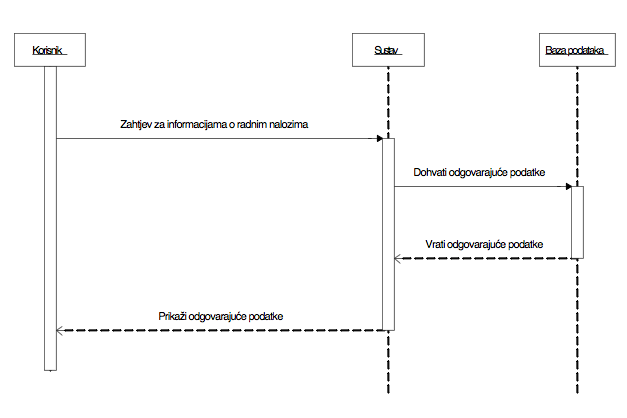 Korisnik
Sustav
Baza podataka
Zahtjev za informacijama o radnim nalozima
Dohvati odgovarajuće podatke
Vrati odgovarajuće podatke
Prikaži odgovarajuće podatke